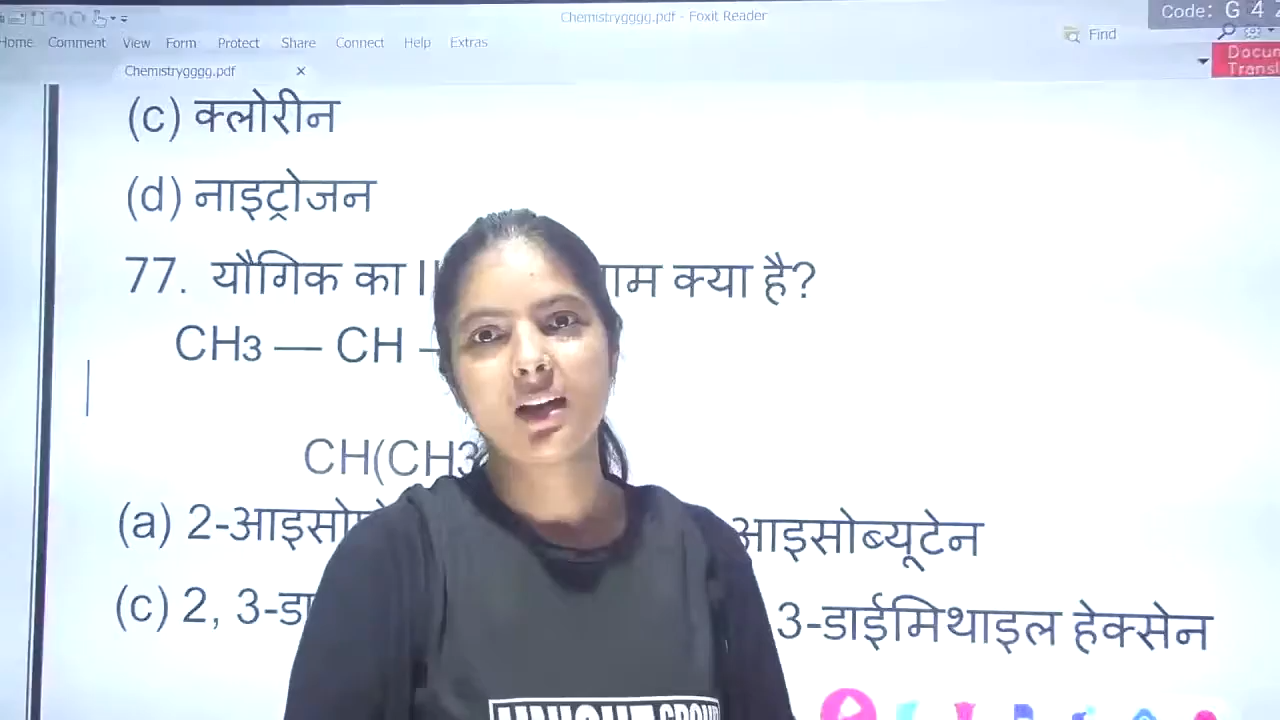 Chemistrygggg.pdf - Foxit Reader
Code: G 4
Home Comment View Form Protect Share Connect Help Extras
Find
Chemistrygggg.pdf ×
(c) क्लोरीन
(d) नाइट्रोजन
77. यौगिक का क्या है?
CH3 — CH –
CH(CH3
(a) 2- आइसोब्यूटेन
(c) 2, 3- 3-डाईमिथाइल हेक्सेन
GROUP